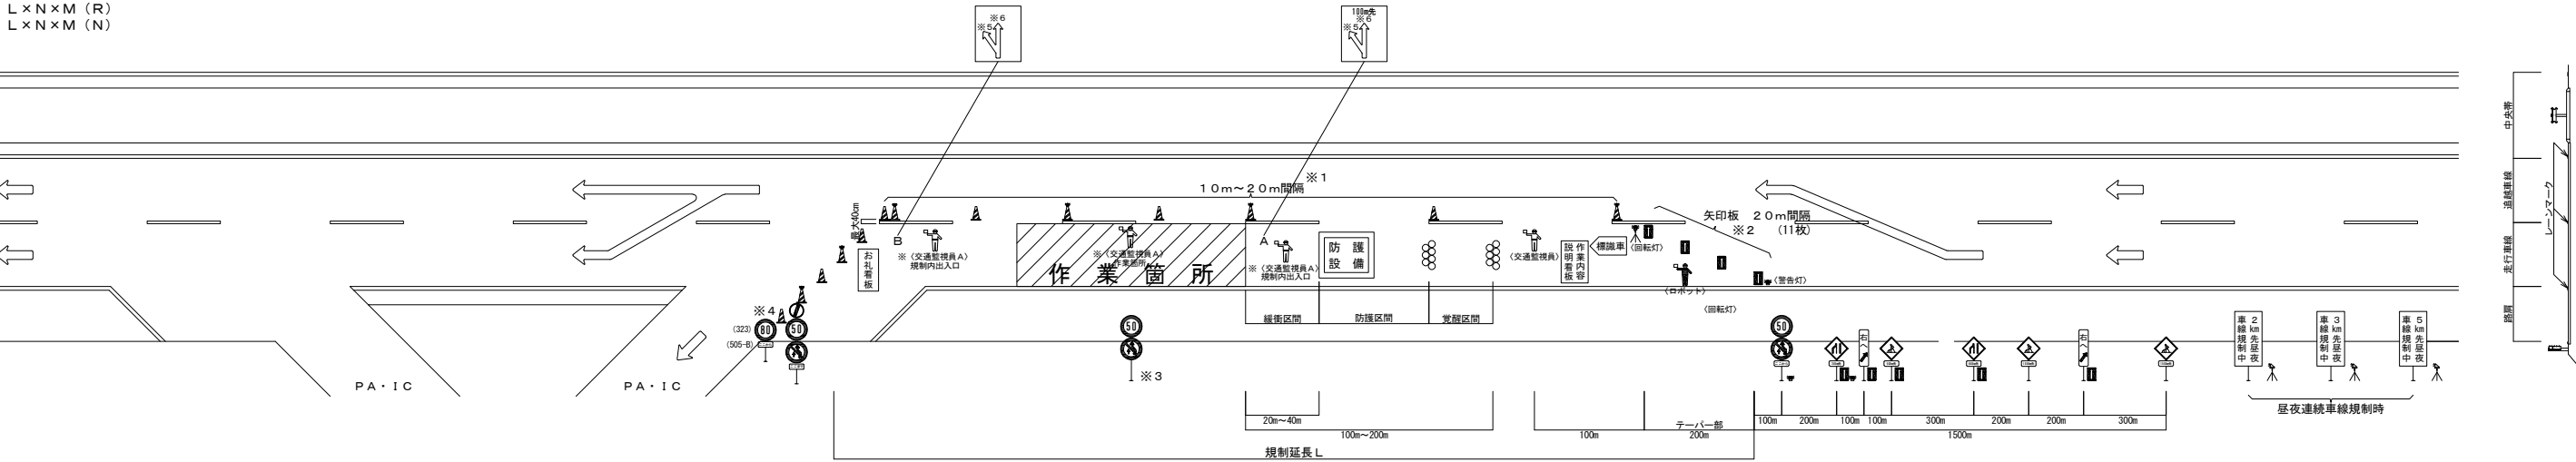 Ｌ×Ｎ×Ｍ（Ｒ）
Ｌ×Ｎ×Ｍ（Ｎ）
※6
※5
100m先
※6
※5
１０ｍ～２０ｍ間隔
※１
最大40cm
矢印板　２０ｍ間隔
※２
（11枚）
B
※〈交通監視員A〉
規制内出入口
お礼看板
※〈交通監視員A〉
作業箇所
作業箇所
A
※〈交通監視員A〉
規制内出入口
防護
設備
〈交通監視員〉
作業内容
説明看板
標識車
〈回転灯〉
〈ロボット〉
〈警告灯〉
〈回転灯〉
緩衝区間
防護区間
覚醒区間
※４
(323)
80
50
(505-B)
50
※３
50
右へ
右へ
２km先昼夜
車線規制中
３km先昼夜
車線規制中
５km先昼夜
車線規制中
昼夜連続車線規制時
ＰＡ・ＩＣ
ＰＡ・ＩＣ
20m～40m
100m～200m
100m
テーパー部
200m
100m
200m
100m
100m
300m
200m
200m
300m
1500m
規制延長Ｌ
中央帯
追越車線
走行車線
路肩
レーンマーク